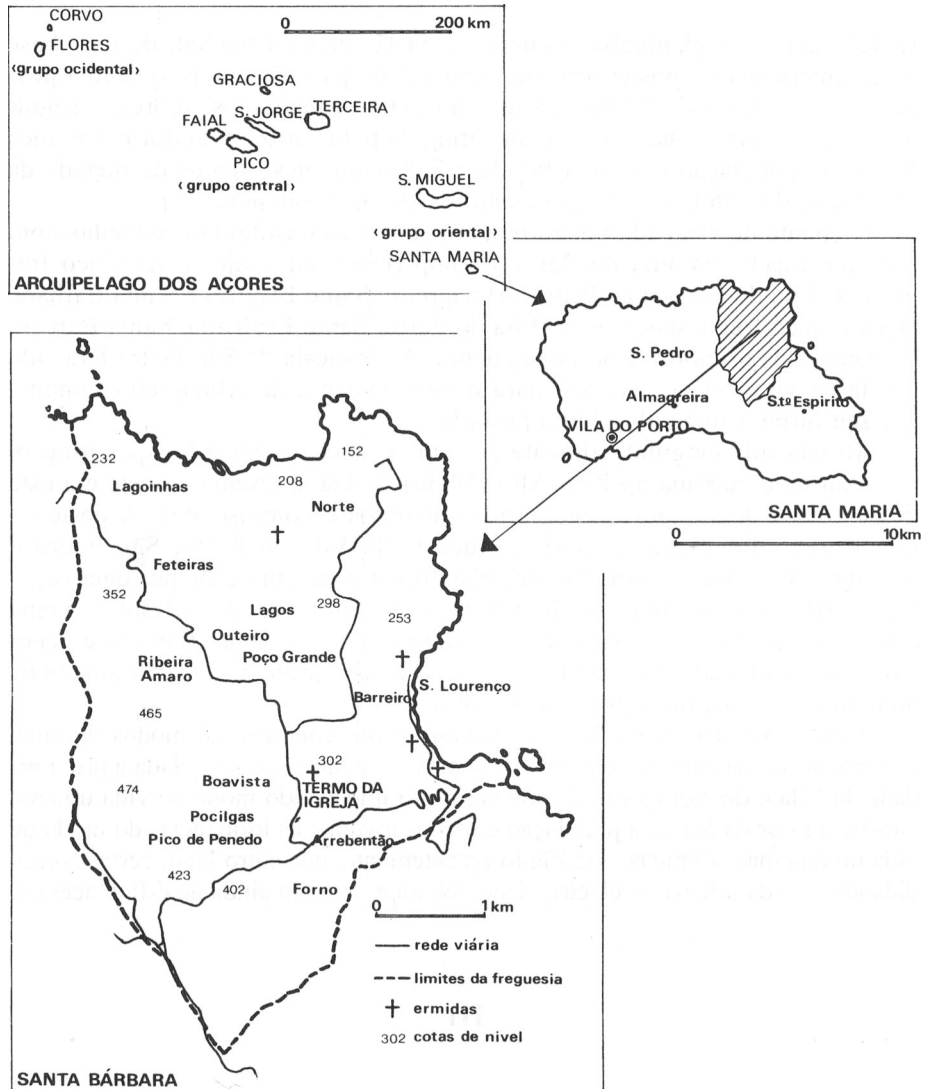 CORVO
FLORES
‹grupo ocidental›
0 200 km
GRACIOSA
S. JORGE
TERCEIRA
FAIAL
PICO
‹grupo central›
S. MIGUEL
‹grupo oriental›
SANTA MARIA
ARQUIPELAGO DOS AÇORES
S. Pedro
Almagreira
S.to Espirito
VILA DO PORTO
SANTA MARIA
0 10km
232
152
Lagoinhas
208
Norte
Feteiras
352
Lagos
298
253
Outeiro
Ribeira
Amaro
Poço Grande
S. Lourenço
Barreiro
465
302
474
Boavista
TERMO DA
IGREJA
Pocilgas
Pico de Penedo
Arrebentão
423
402
Forno
0 1 km
rede viária
limites da freguesia
ermidas
302 cotas de nivel
SANTA BÁRBARA